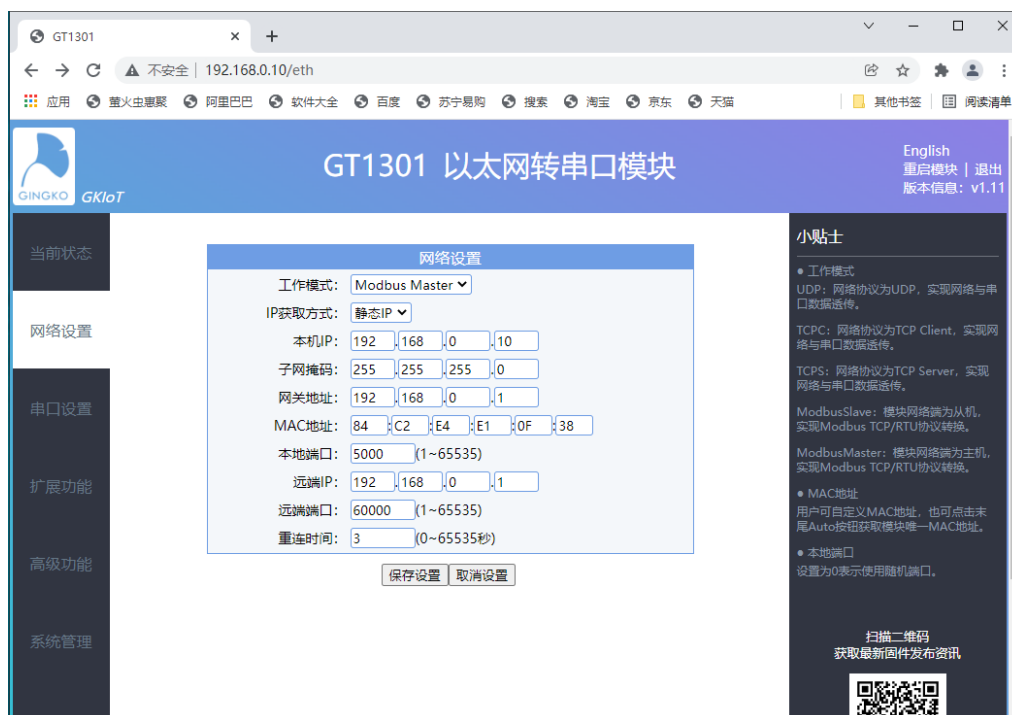 GT1301
不安全 | 192.168.0.10/eth
应用 萤火虫惠聚 阿里巴巴 软件大全 百度 苏宁易购 搜索 淘宝 京东 天猫 其他书签 阅读清单
GINGKO GKIoT
GT1301 以太网转串口模块
English
重启模块 | 退出
版本信息: v1.11
当前状态
网络设置
串口设置
扩展功能
高级功能
系统管理
网络设置
工作模式: Modbus Master
IP获取方式: 静态IP
本机IP: 192 .168 .0 .10
子网掩码: 255 .255 .255 .0
网关地址: 192 .168 .0 .1
MAC地址: 84 :C2 :E4 :E1 :0F :38
本地端口: 5000 (1~65535)
远端IP: 192 .168 .0 .1
远端端口: 60000 (1~65535)
重连时间: 3 (0~65535秒)
保存设置 取消设置
小贴士
● 工作模式
UDP: 网络协议为UDP, 实现网络与串
口数据透传。
TCPC: 网络协议为TCP Client, 实现网
络与串口数据透传。
TCPS: 网络协议为TCP Server, 实现
网络与串口数据透传。
ModbusSlave: 模块网络端为从机,
实现Modbus TCP/RTU协议转换。
ModbusMaster: 模块网络端为主机,
实现Modbus TCP/RTU协议转换。
● MAC地址
用户可自定义MAC地址, 也可点击末
尾Auto按钮获取模块唯一MAC地址。
● 本地端口
设置为0表示使用随机端口。
扫描二维码
获取最新固件发布资讯